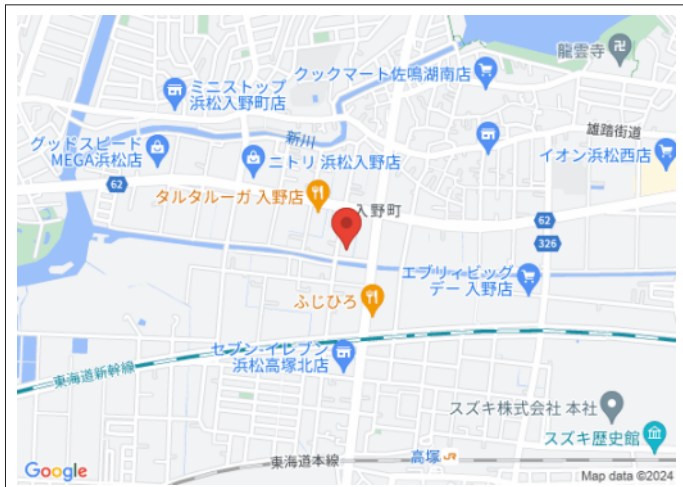 龍雲寺
クックマート佐鳴湖南店
ミニストップ
浜松入野町店
新川
雄踏街道
グッドスピード
MEGA浜松店
ニトリ 浜松入野店
イオン浜松西店
62
タルタルーガ 入野店
入野町
62
326
エブリィビッグ
デー 入野店
ふじひろ
セブン-イレブン
浜松高塚北店
東海道新幹線
スズキ株式会社 本社
スズキ歴史館
東海道本線
高塚 JR
Google
Map data ©2024